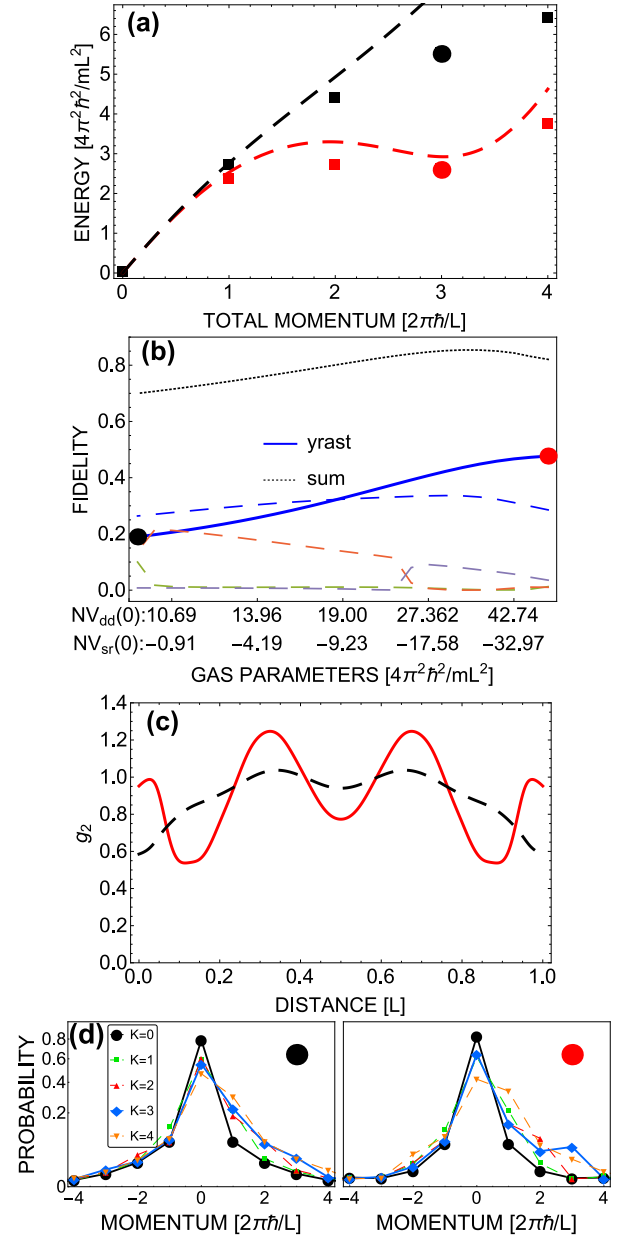 (a)
6
5
4
3
2
1
0
ENERGY [4π²ħ²/mL²]
0 1 2 3 4
TOTAL MOMENTUM [2πħ/L]
(b)
0.8
0.6
0.4
0.2
0.0
FIDELITY
yrast
sum
NVdd(0):10.69 13.96 19.00 27.362 42.74
NVsr(0):−0.91 −4.19 −9.23 −17.58 −32.97
GAS PARAMETERS [4π²ħ²/mL²]
(c)
1.4
1.2
1.0
0.8
0.6
0.4
0.2
0.0
g₂
0.0 0.2 0.4 0.6 0.8 1.0
DISTANCE [L]
(d)
0.8
0.6
0.4
0.2
0
PROBABILITY
K=0
K=1
K=2
K=3
K=4
−4 −2 0 2 4
MOMENTUM [2πħ/L]
−4 −2 0 2 4
MOMENTUM [2πħ/L]